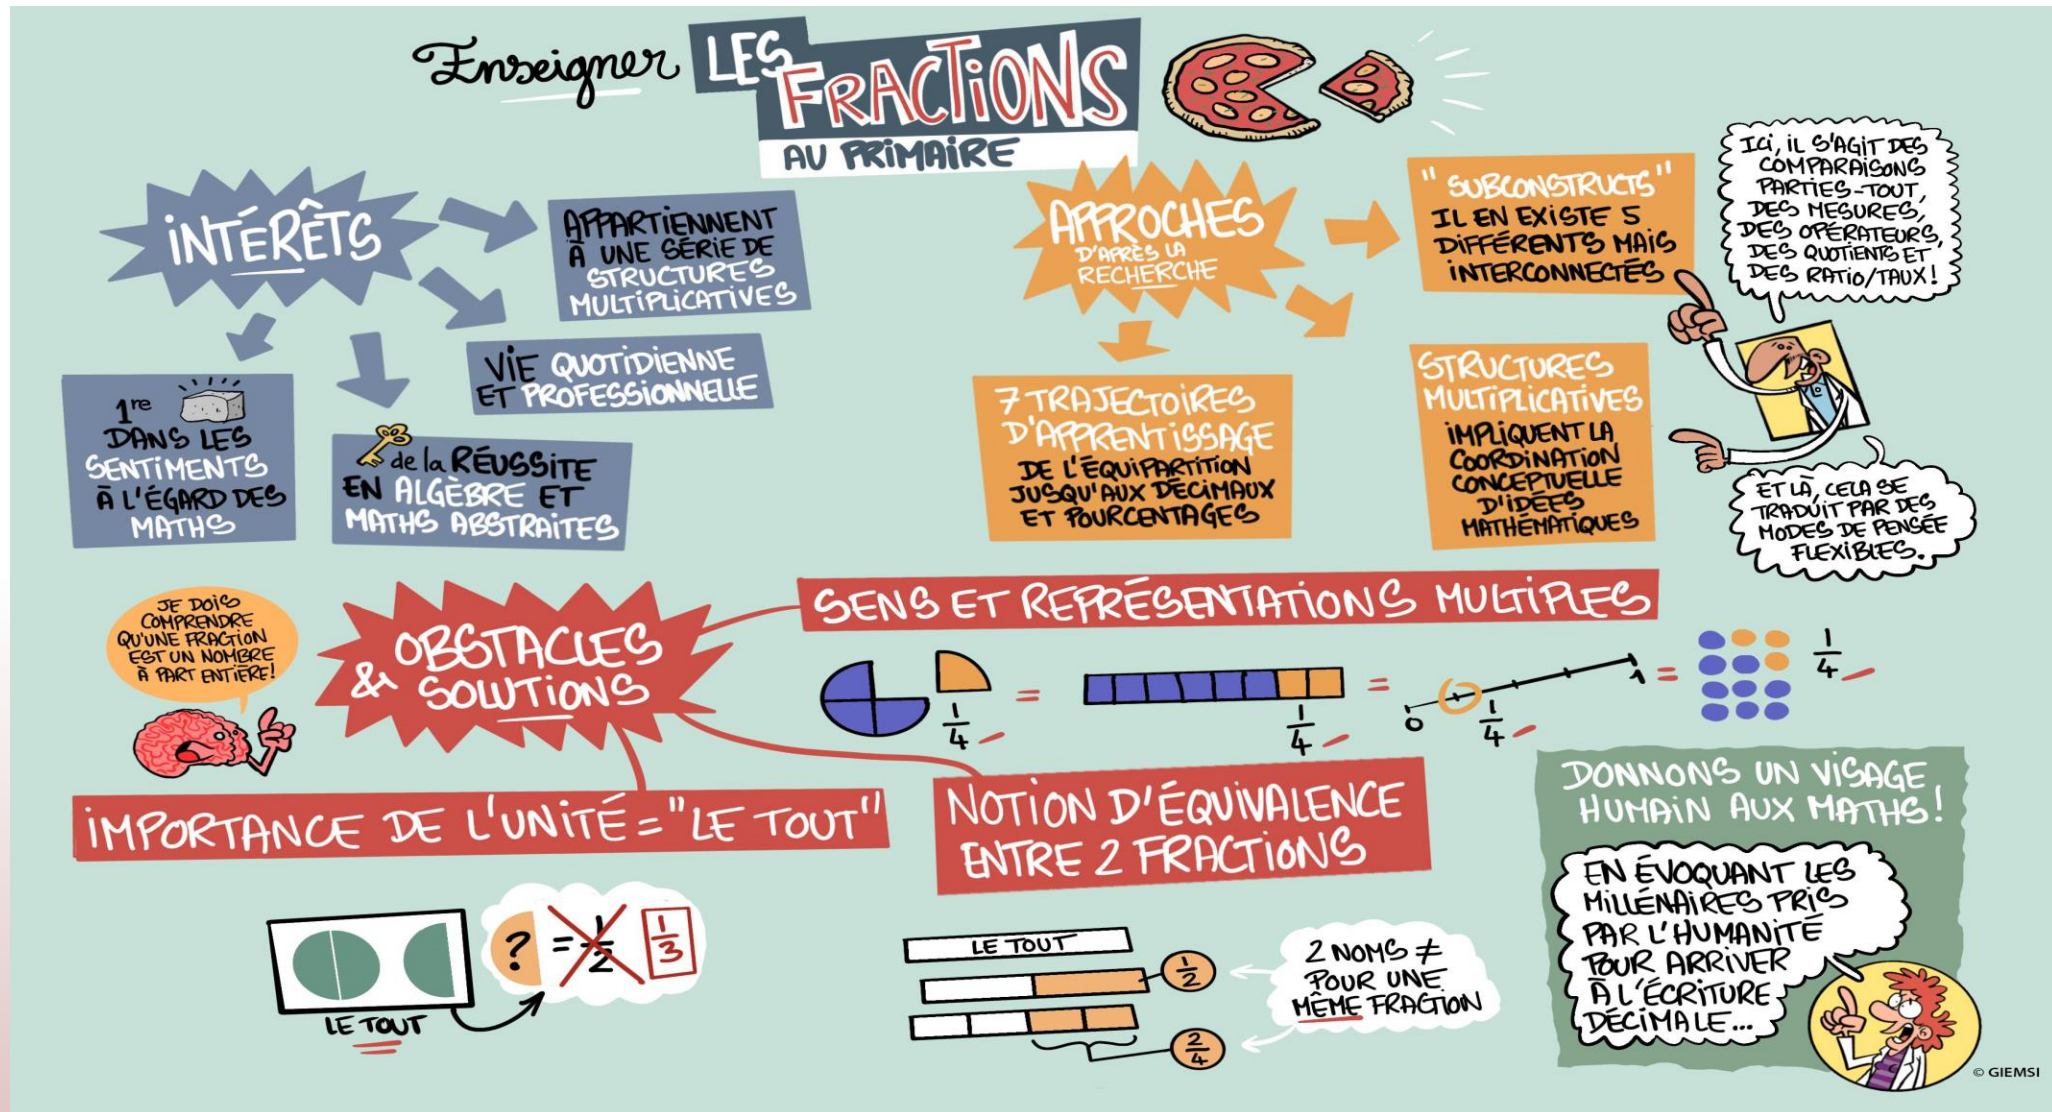 Enseigner LES
FRACTIONS
AU PRIMAIRE
INTÉRÊTS
APPARTIENNENT
À UNE SÉRIE DE
STRUCTURES
MULTIPLICATIVES
VIE QUOTIDIENNE
ET PROFESSIONNELLE
1re
DANS LES
SENTIMENTS
À L'ÉGARD DES
MATHS
de la RÉUSSITE
EN ALGÈBRE ET
MATHS ABSTRAITES
APPROCHES
D'APRÈS LA
RECHERCHE
"SUBCONSTRUCTS"
IL EN EXISTE 5
DIFFÉRENTS MAIS
INTERCONNECTÉS
ICI, IL S'AGIT DES
COMPARAISONS
PARTIES-TOUT,
DES MESURES,
DES OPÉRATEURS,
DES QUOTIENTS ET
DES RATIO/TAUX!
7 TRAJECTOIRES
D'APPRENTISSAGE
DE L'ÉQUIPARTITION
JUSQU'AUX DÉCIMAUX
ET POURCENTAGES
STRUCTURES
MULTIPLICATIVES
IMPLIQUENT LA
COORDINATION
CONCEPTUELLE
D'IDÉES
MATHÉMATIQUES
ET LÀ, CELA SE
TRADUIT PAR DES
MODES DE PENSÉE
FLEXIBLES.
JE DOIS
COMPRENDRE
QU'UNE FRACTION
EST UN NOMBRE
À PART ENTIÈRE!
OBSTACLES
& SOLUTIONS
SENS ET REPRÉSENTATIONS MULTIPLES
1/4 = 1/4 = 0 1/4 1 = 1/4
IMPORTANCE DE L'UNITÉ = "LE TOUT"
? = 1/2 1/3
LE TOUT
NOTION D'ÉQUIVALENCE
ENTRE 2 FRACTIONS
LE TOUT
1/2
2/4
2 NOMS ≠
POUR UNE
MÊME FRACTION
DONNONS UN VISAGE
HUMAIN AUX MATHS!
EN ÉVOQUANT LES
MILLÉNAIRES PRIS
PAR L'HUMANITÉ
POUR ARRIVER
À L'ÉCRITURE
DÉCIMALE...
© GIEMSI